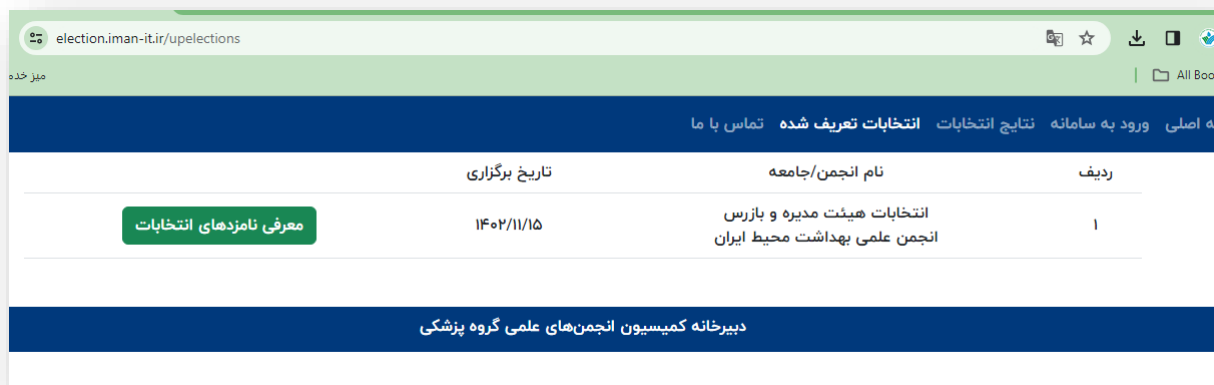 election.iman-it.ir/upelections
All Boo
میز خده
ه اصلی ورود به سامانه نتایج انتخابات انتخابات تعریف شده تماس با ما
ردیف نام انجمن/جامعه تاریخ برگزاری
۱ انتخابات هیئت مدیره و بازرس ۱۴۰۲/۱۱/۱۵ معرفی نامزدهای انتخابات
انجمن علمی بهداشت محیط ایران
دبیرخانه کمیسیون انجمن‌های علمی گروه پزشکی